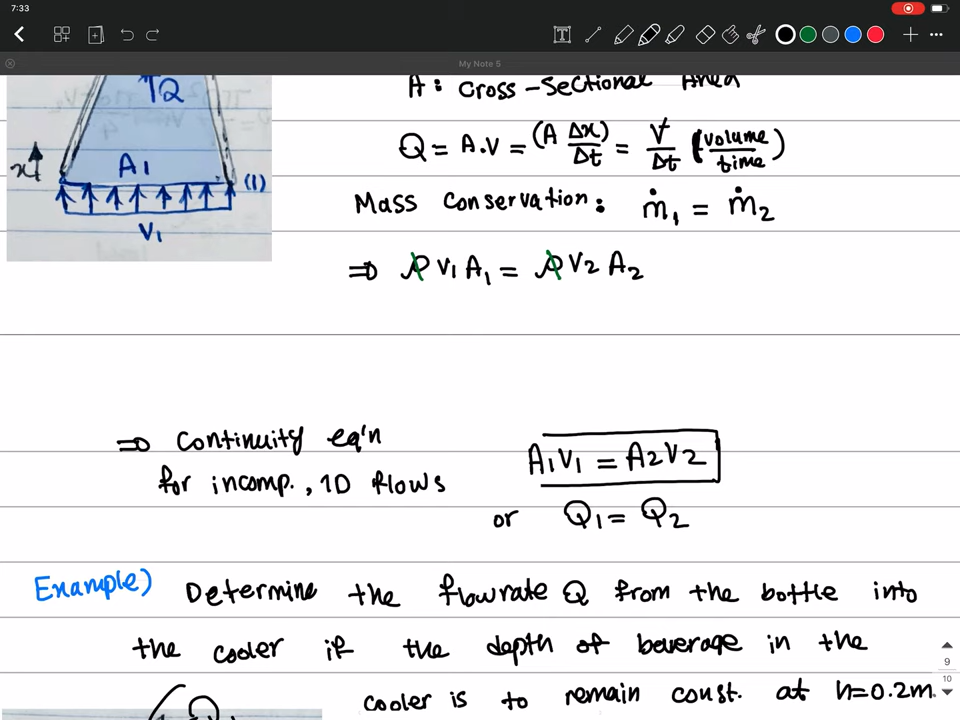 7:33
My Note 5
A: Cross-Sectional Area
Q = A.V = (A Δx/Δt) = V/Δt (volume/time)
↑Q
x↑
A1
(1)
V1
Mass Conservation: ṁ1 = ṁ2
⇒ ρ V1 A1 = ρ V2 A2
⇒ Continuity eq'n
for incomp., 1D flows
A1V1 = A2V2
or Q1 = Q2
Example) Determine the flowrate Q from the bottle into
the cooler if the depth of beverage in the
cooler is to remain const. at h=0.2m.
9
10